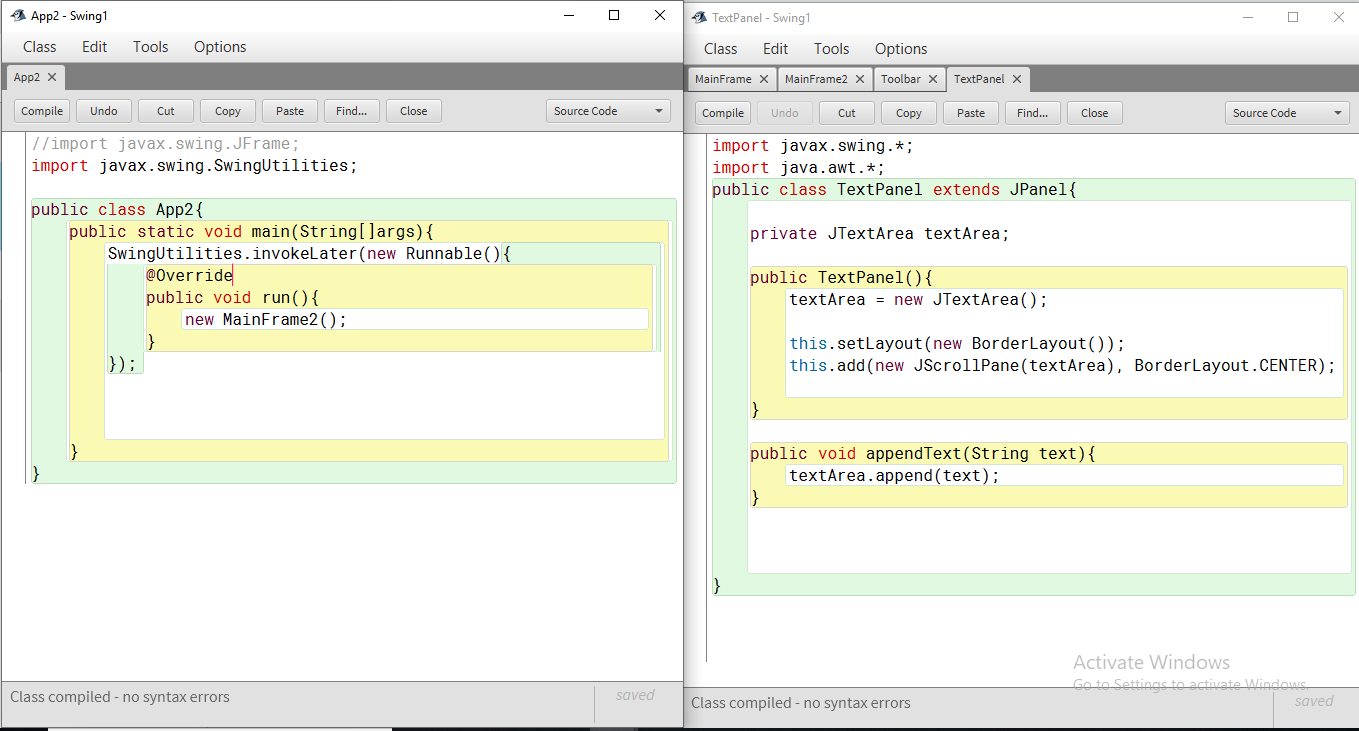 App2 - Swing1
Class Edit Tools Options
App2
Compile Undo Cut Copy Paste Find... Close Source Code
//import javax.swing.JFrame;
import javax.swing.SwingUtilities;
public class App2{
public static void main(String[]args){
SwingUtilities.invokeLater(new Runnable(){
@Override
public void run(){
new MainFrame2();
}
});
}
}
Class compiled - no syntax errors
saved
TextPanel - Swing1
Class Edit Tools Options
MainFrame MainFrame2 Toolbar TextPanel
Compile Undo Cut Copy Paste Find... Close Source Code
import javax.swing.*;
import java.awt.*;
public class TextPanel extends JPanel{
private JTextArea textArea;
public TextPanel(){
textArea = new JTextArea();
this.setLayout(new BorderLayout());
this.add(new JScrollPane(textArea), BorderLayout.CENTER);
}
public void appendText(String text){
textArea.append(text);
}
}
Activate Windows
Go to Settings to activate Windows.
Class compiled - no syntax errors
saved